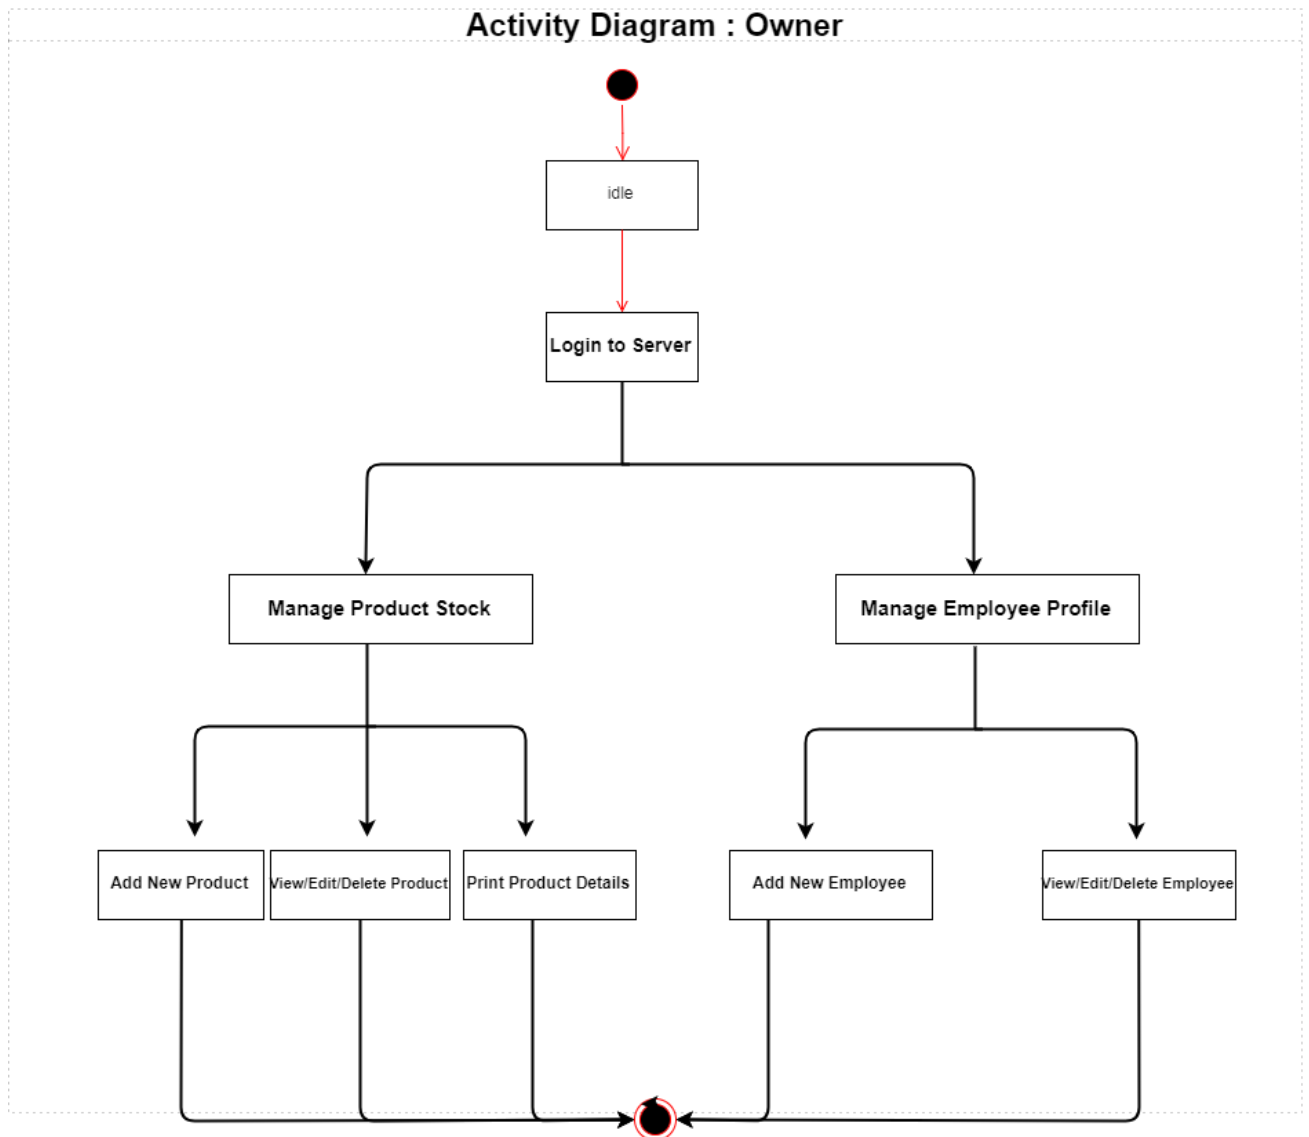 Activity Diagram : Owner
idle
Login to Server
Manage Product Stock
Manage Employee Profile
Add New Product
View/Edit/Delete Product
Print Product Details
Add New Employee
View/Edit/Delete Employee